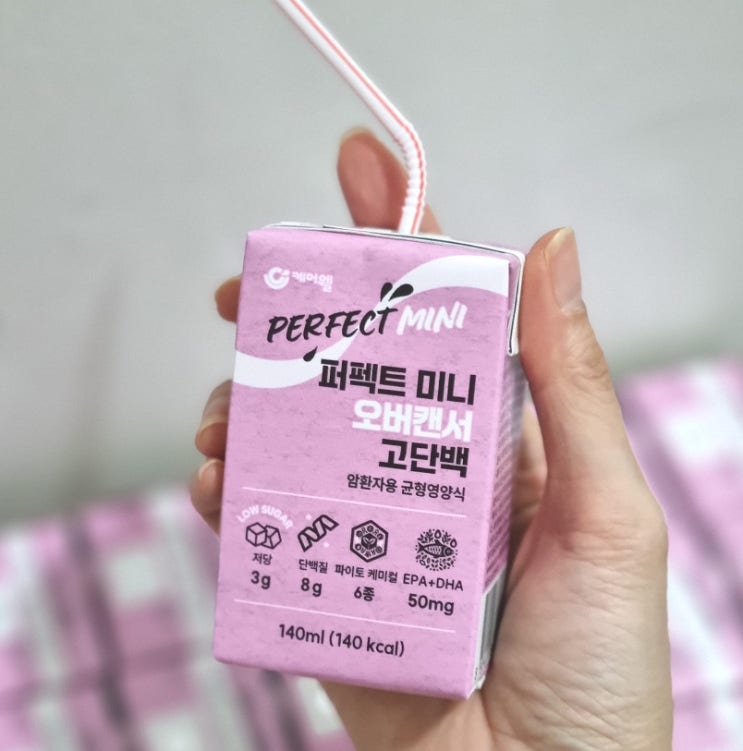 케어웰
PERFECT MINI
퍼펙트 미니
오버캔서
고단백
암환자용 균형영양식
LOW SUGAR
저당
3g
단백질
8g
파이토 케미컬
6종
EPA+DHA
50mg
140ml (140 kcal)